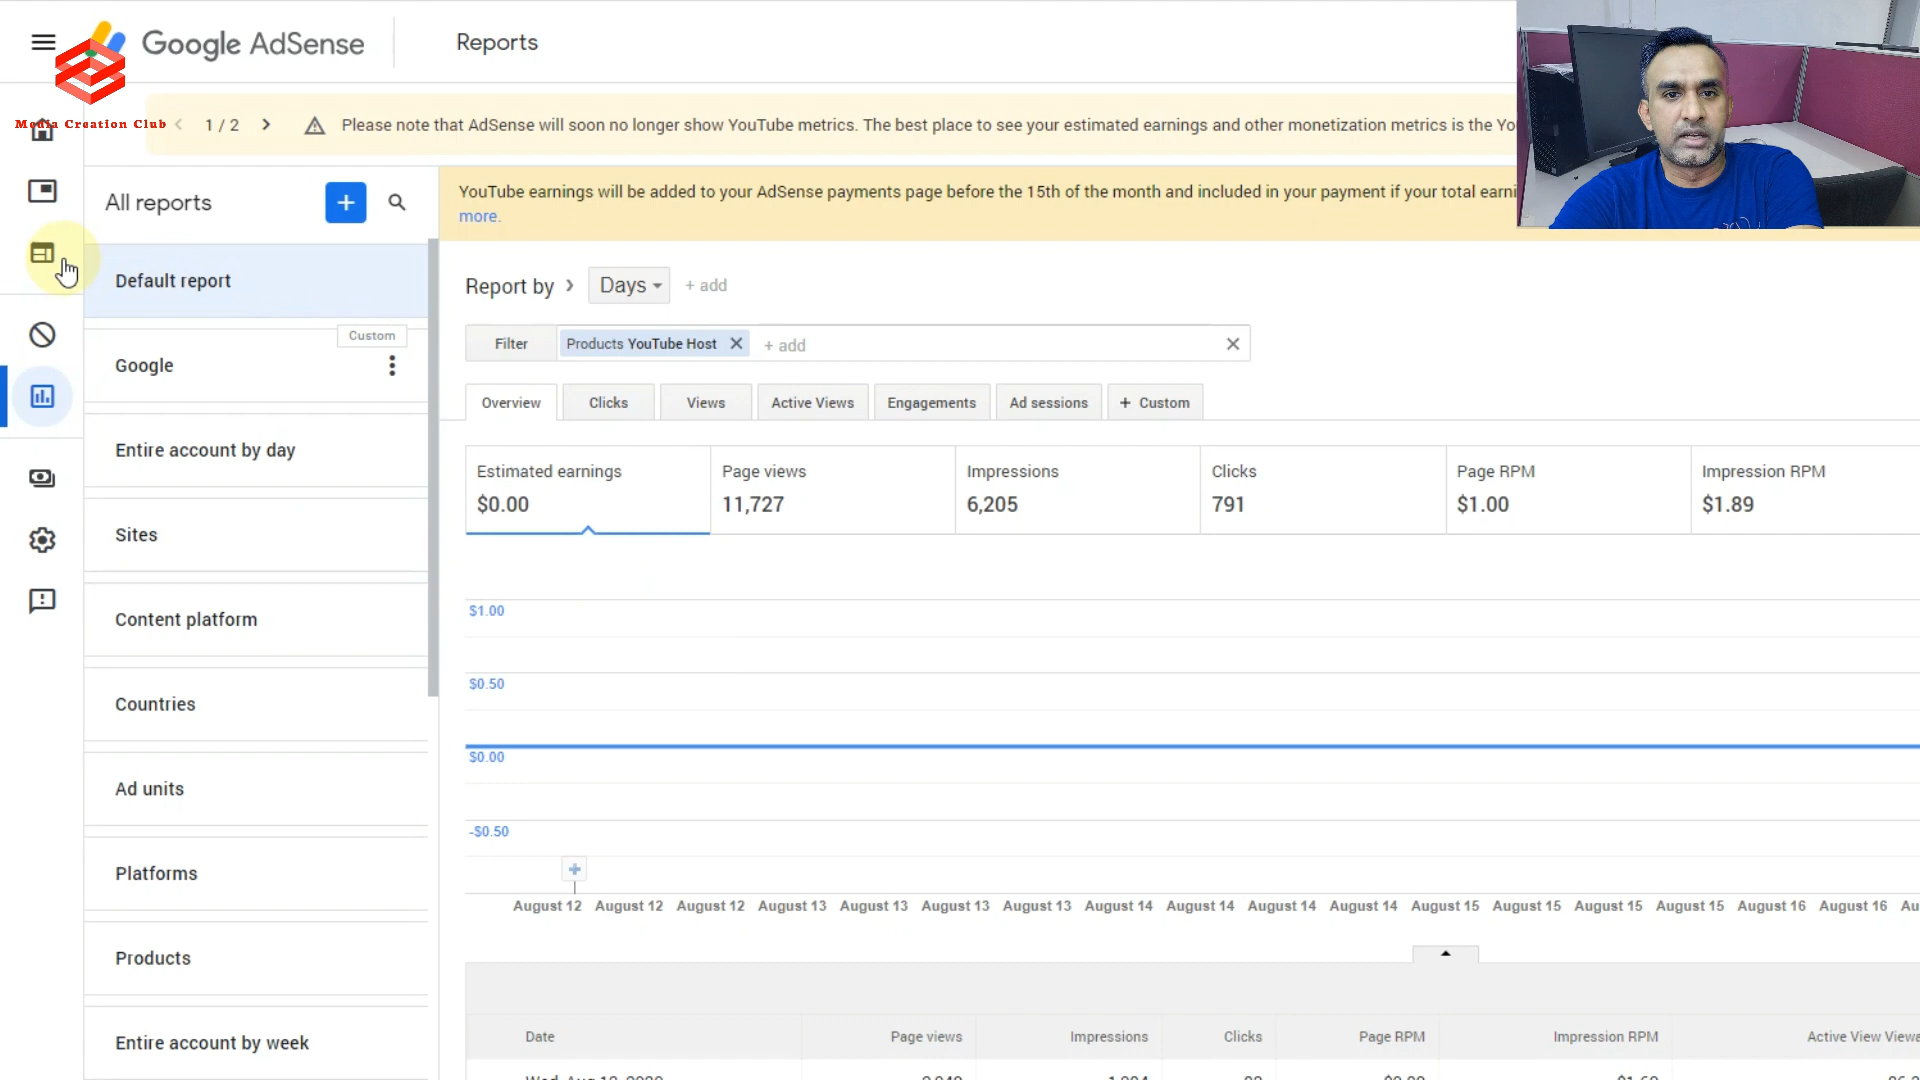 Google AdSense
Reports
Media Creation Club
1 / 2
Please note that AdSense will soon no longer show YouTube metrics. The best place to see your estimated earnings and other monetization metrics is the
All reports
YouTube earnings will be added to your AdSense payments page before the 15th of the month and included in your payment if your total
more.
Default report
Report by
Days
+ add
Custom
Google
Filter
Products YouTube Host
+ add
Overview
Clicks
Views
Active Views
Engagements
Ad sessions
+ Custom
Entire account by day
Estimated earnings
Page views
Impressions
Clicks
Page RPM
Impression RPM
$0.00
11,727
6,205
791
$1.00
$1.89
Sites
Content platform
$1.00
$0.50
Countries
$0.00
Ad units
-$0.50
Platforms
August 12 August 12 August 12 August 13 August 13 August 13 August 13 August 14 August 14 August 14 August 14 August 15 August 15 August 15 August 15 August 16 August 16
Products
Entire account by week
Date
Page views
Impressions
Clicks
Page RPM
Impression RPM
Active View